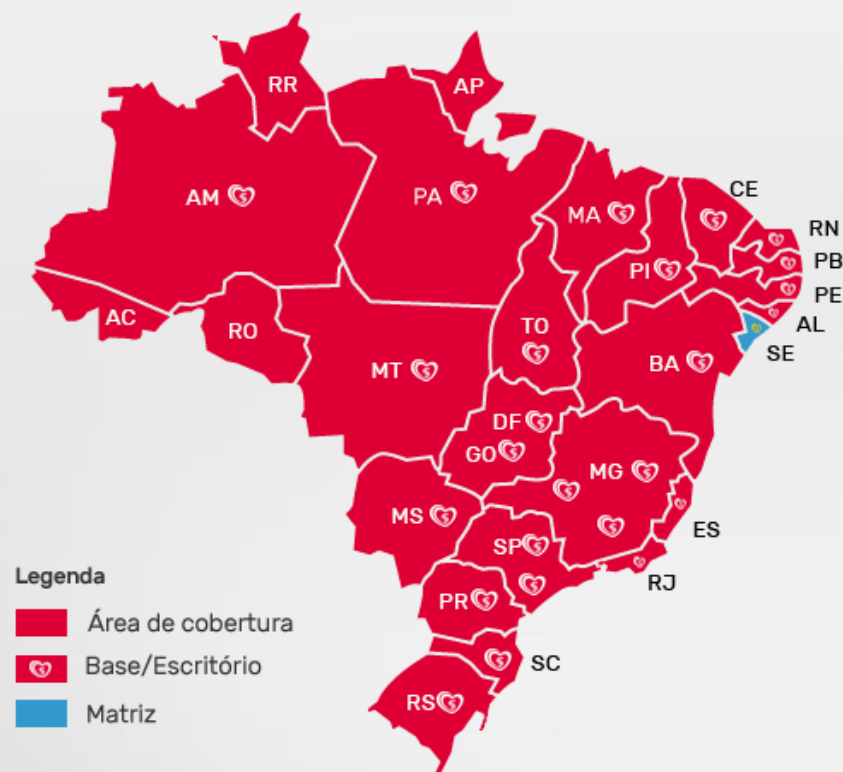 RR
AP
AM
PA
MA
CE
RN
PI
PB
PE
AC
RO
TO
AL
MT
BA
SE
DF
GO
MG
MS
SP
ES
RJ
PR
SC
RS
Legenda
Área de cobertura
Base/Escritório
Matriz